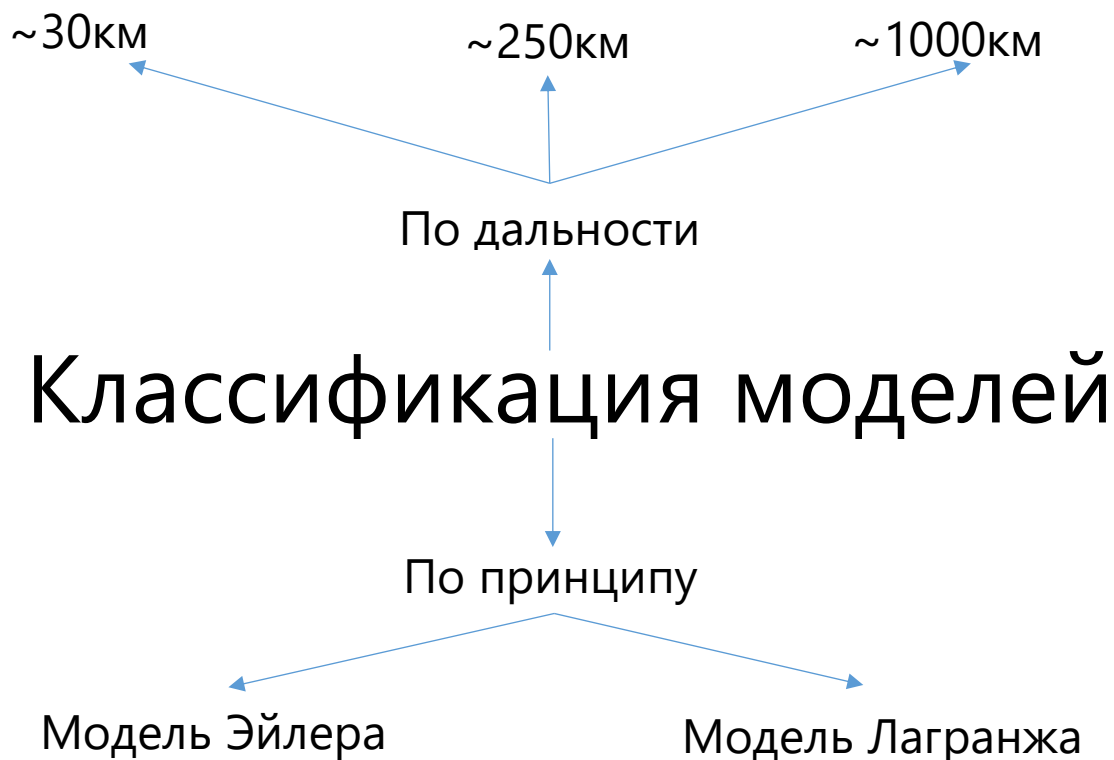 ~30км
~250км
~1000км
По дальности
Классификация моделей
По принципу
Модель Эйлера
Модель Лагранжа